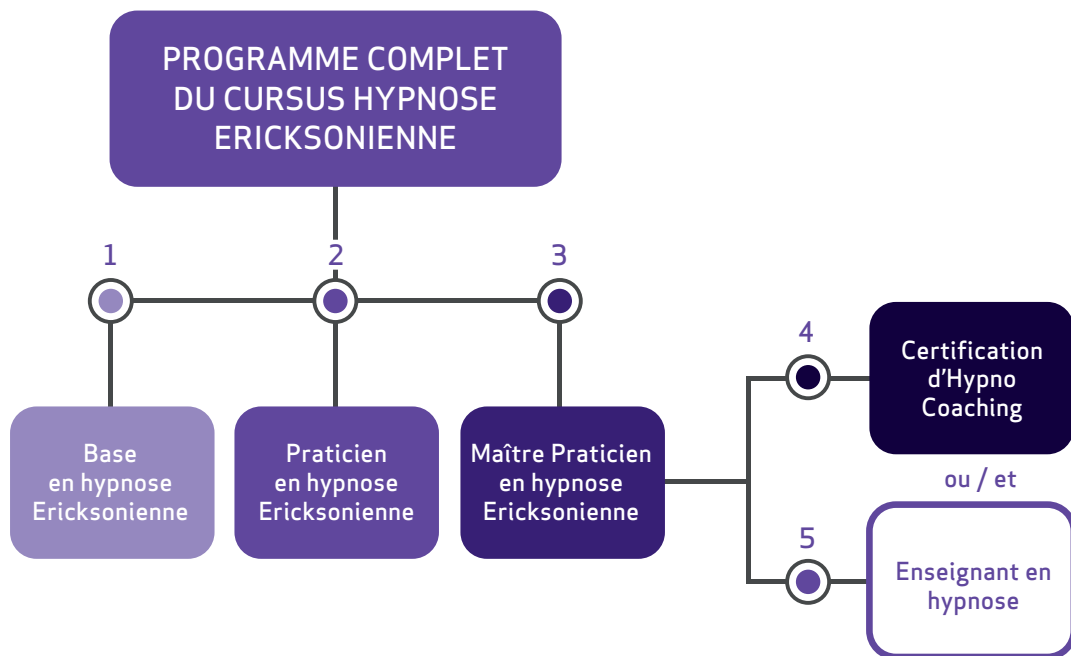 PROGRAMME COMPLET
DU CURSUS HYPNOSE
ERICKSONIENNE
1
2
3
Base
en hypnose
Ericksonienne
Praticien
en hypnose
Ericksonienne
Maître Praticien
en hypnose
Ericksonienne
4
Certification
d'Hypno
Coaching
ou / et
5
Enseignant en
hypnose